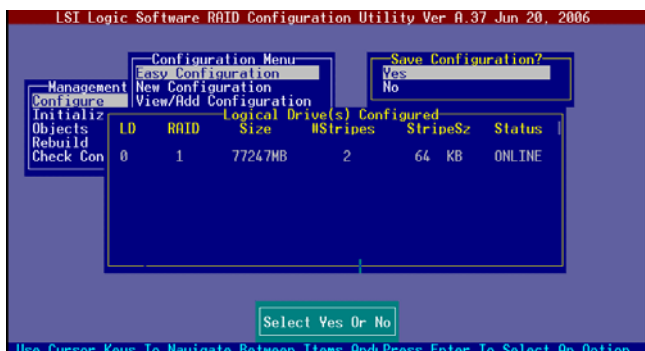 LSI Logic Software RAID Configuration Utility Ver A.37 Jun 20, 2006
Configuration Menu
Easy Configuration
New Configuration
View/Add Configuration
Save Configuration?
Yes
No
Management
Configure
Initializ
Objects
Rebuild
Check Con
Logical Drive(s) Configured
LD RAID Size #Stripes StripeSz Status
0 1 77247MB 2 64 KB ONLINE
Select Yes Or No
Use Cursor Keys To Navigate Between Items And Press Enter To Select An Option